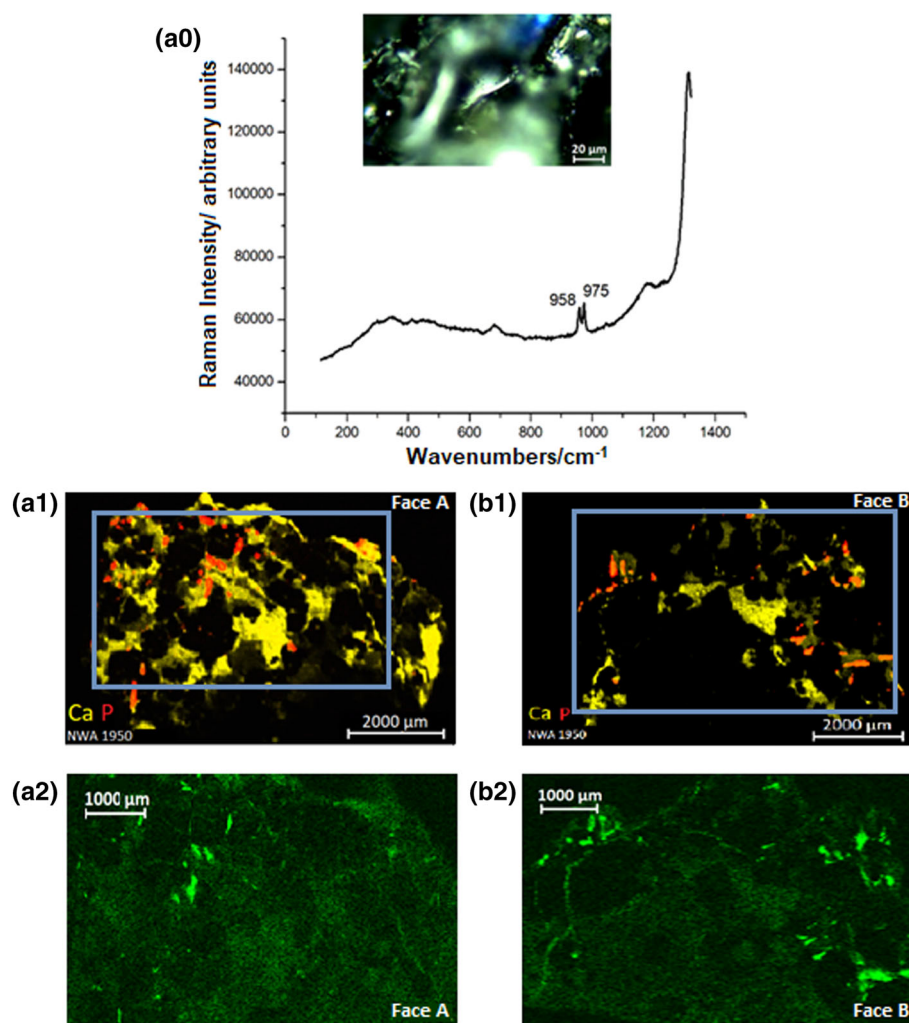 (a0)
140000
120000
100000
80000
60000
40000
Raman Intensity/ arbitrary units
20 µm
958
975
0
200
400
600
800
1000
1200
1400
Wavenumbers/cm-1
(a1)
Face A
Ca P
NWA 1950
2000 µm
(b1)
Face B
Ca P
NWA 1950
2000 µm
(a2)
1000 µm
Face A
(b2)
1000 µm
Face B